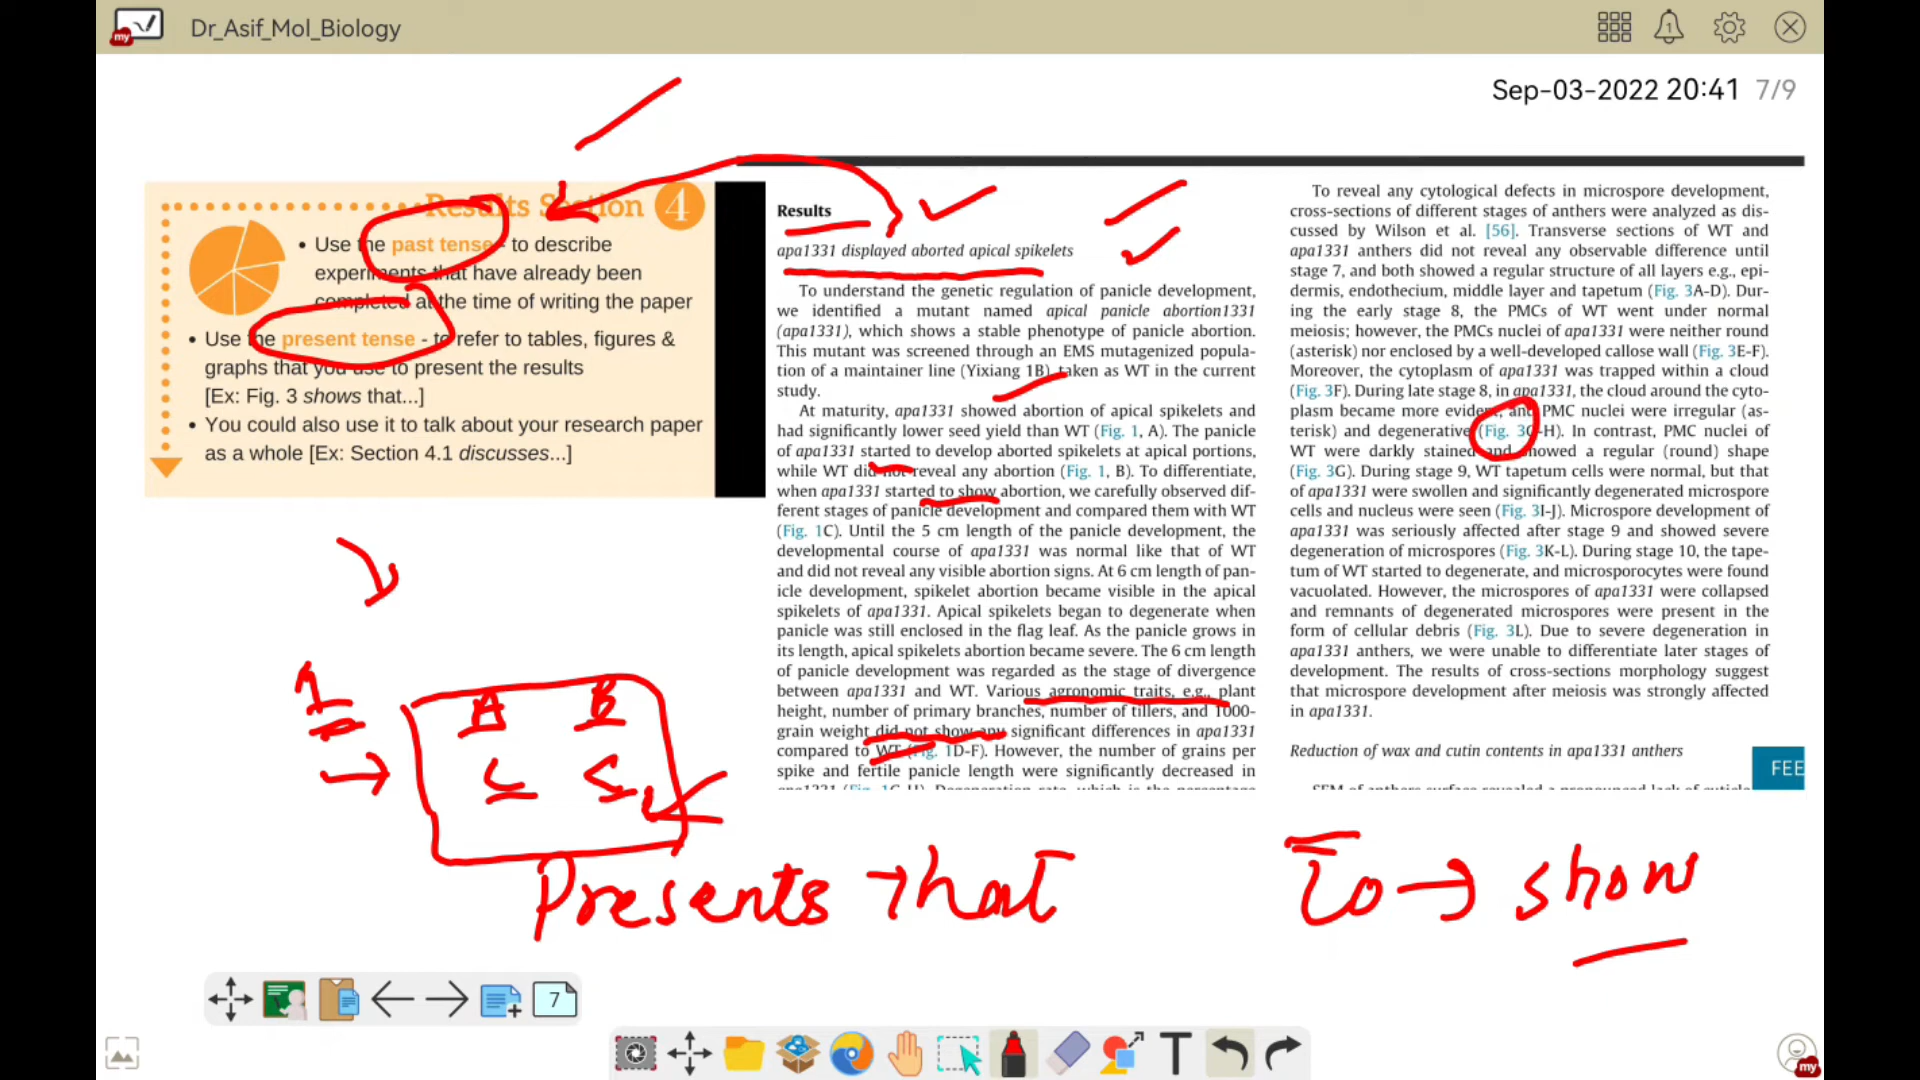 Dr_Asif_Mol_Biology
Sep-03-2022 20:41 7/9
Results Section 4
• Use the past tense - to describe
experiments that have already been
completed at the time of writing the paper
• Use the present tense - to refer to tables, figures &
graphs that you use to present the results
[Ex: Fig. 3 shows that...]
• You could also use it to talk about your research paper
as a whole [Ex: Section 4.1 discusses...]
Results
apa1331 displayed aborted apical spikelets
To understand the genetic regulation of panicle development,
we identified a mutant named apical panicle abortion1331
(apa1331), which shows a stable phenotype of panicle abortion.
This mutant was screened through an EMS mutagenized popula-
tion of a maintainer line (Yixiang 1B) taken as WT in the current
study.
At maturity, apa1331 showed abortion of apical spikelets and
had significantly lower seed yield than WT (Fig. 1, A). The panicle
of apa1331 started to develop aborted spikelets at apical portions,
while WT did not reveal any abortion (Fig. 1, B). To differentiate,
when apa1331 started to show abortion, we carefully observed dif-
ferent stages of panicle development and compared them with WT
(Fig. 1C). Until the 5 cm length of the panicle development, the
developmental course of apa1331 was normal like that of WT
and did not reveal any visible abortion signs. At 6 cm length of pan-
icle development, spikelet abortion became visible in the apical
spikelets of apa1331. Apical spikelets began to degenerate when
panicle was still enclosed in the flag leaf. As the panicle grows in
its length, apical spikelets abortion became severe. The 6 cm length
of panicle development was regarded as the stage of divergence
between apa1331 and WT. Various agronomic traits, e.g., plant
height, number of primary branches, number of tillers, and 1000-
grain weight did not show any significant differences in apa1331
compared to WT (Fig. 1D-F). However, the number of grains per
spike and fertile panicle length were significantly decreased in
To reveal any cytological defects in microspore development,
cross-sections of different stages of anthers were analyzed as dis-
cussed by Wilson et al. [56]. Transverse sections of WT and
apa1331 anthers did not reveal any observable difference until
stage 7, and both showed a regular structure of all layers e.g., epi-
dermis, endothecium, middle layer and tapetum (Fig. 3A-D). Dur-
ing the early stage 8, the PMCs of WT went under normal
meiosis; however, the PMCs nuclei of apa1331 were neither round
(asterisk) nor enclosed by a well-developed callose wall (Fig. 3E-F).
Moreover, the cytoplasm of apa1331 was trapped within a cloud
(Fig. 3F). During late stage 8, in apa1331, the cloud around the cyto-
plasm became more evident, and PMC nuclei were irregular (as-
terisk) and degenerative (Fig. 3G-H). In contrast, PMC nuclei of
WT were darkly stained and showed a regular (round) shape
(Fig. 3G). During stage 9, WT tapetum cells were normal, but that
of apa1331 were swollen and significantly degenerated microspore
cells and nucleus were seen (Fig. 3I-J). Microspore development of
apa1331 was seriously affected after stage 9 and showed severe
degeneration of microspores (Fig. 3K-L). During stage 10, the tape-
tum of WT started to degenerate, and microsporocytes were found
vacuolated. However, the microspores of apa1331 were collapsed
and remnants of degenerated microspores were present in the
form of cellular debris (Fig. 3L). Due to severe degeneration in
apa1331 anthers, we were unable to differentiate later stages of
development. The results of cross-sections morphology suggest
that microspore development after meiosis was strongly affected
in apa1331.
Reduction of wax and cutin contents in apa1331 anthers
FEE
A B
Presents that
To → show
7
T
my
my